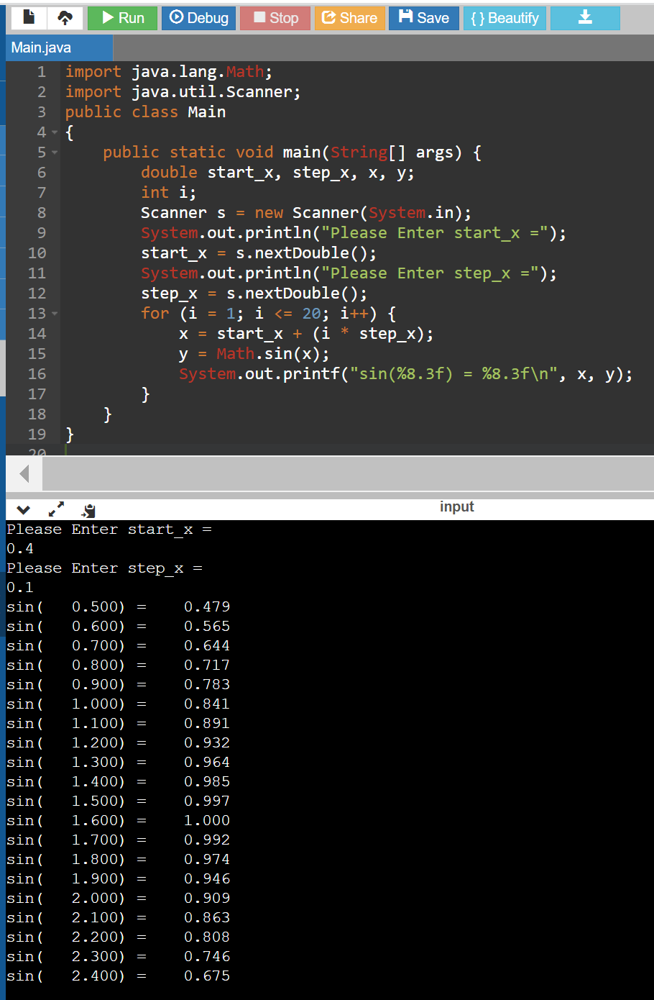 Run Debug Stop Share Save { } Beautify
Main.java
1 import java.lang.Math;
2 import java.util.Scanner;
3 public class Main
4 {
5     public static void main(String[] args) {
6         double start_x, step_x, x, y;
7         int i;
8         Scanner s = new Scanner(System.in);
9         System.out.println("Please Enter start_x =");
10         start_x = s.nextDouble();
11         System.out.println("Please Enter step_x =");
12         step_x = s.nextDouble();
13         for (i = 1; i <= 20; i++) {
14             x = start_x + (i * step_x);
15             y = Math.sin(x);
16             System.out.printf("sin(%8.3f) = %8.3f\n", x, y);
17         }
18     }
19 }
20
input
Please Enter start_x =
0.4
Please Enter step_x =
0.1
sin(   0.500) =    0.479
sin(   0.600) =    0.565
sin(   0.700) =    0.644
sin(   0.800) =    0.717
sin(   0.900) =    0.783
sin(   1.000) =    0.841
sin(   1.100) =    0.891
sin(   1.200) =    0.932
sin(   1.300) =    0.964
sin(   1.400) =    0.985
sin(   1.500) =    0.997
sin(   1.600) =    1.000
sin(   1.700) =    0.992
sin(   1.800) =    0.974
sin(   1.900) =    0.946
sin(   2.000) =    0.909
sin(   2.100) =    0.863
sin(   2.200) =    0.808
sin(   2.300) =    0.746
sin(   2.400) =    0.675